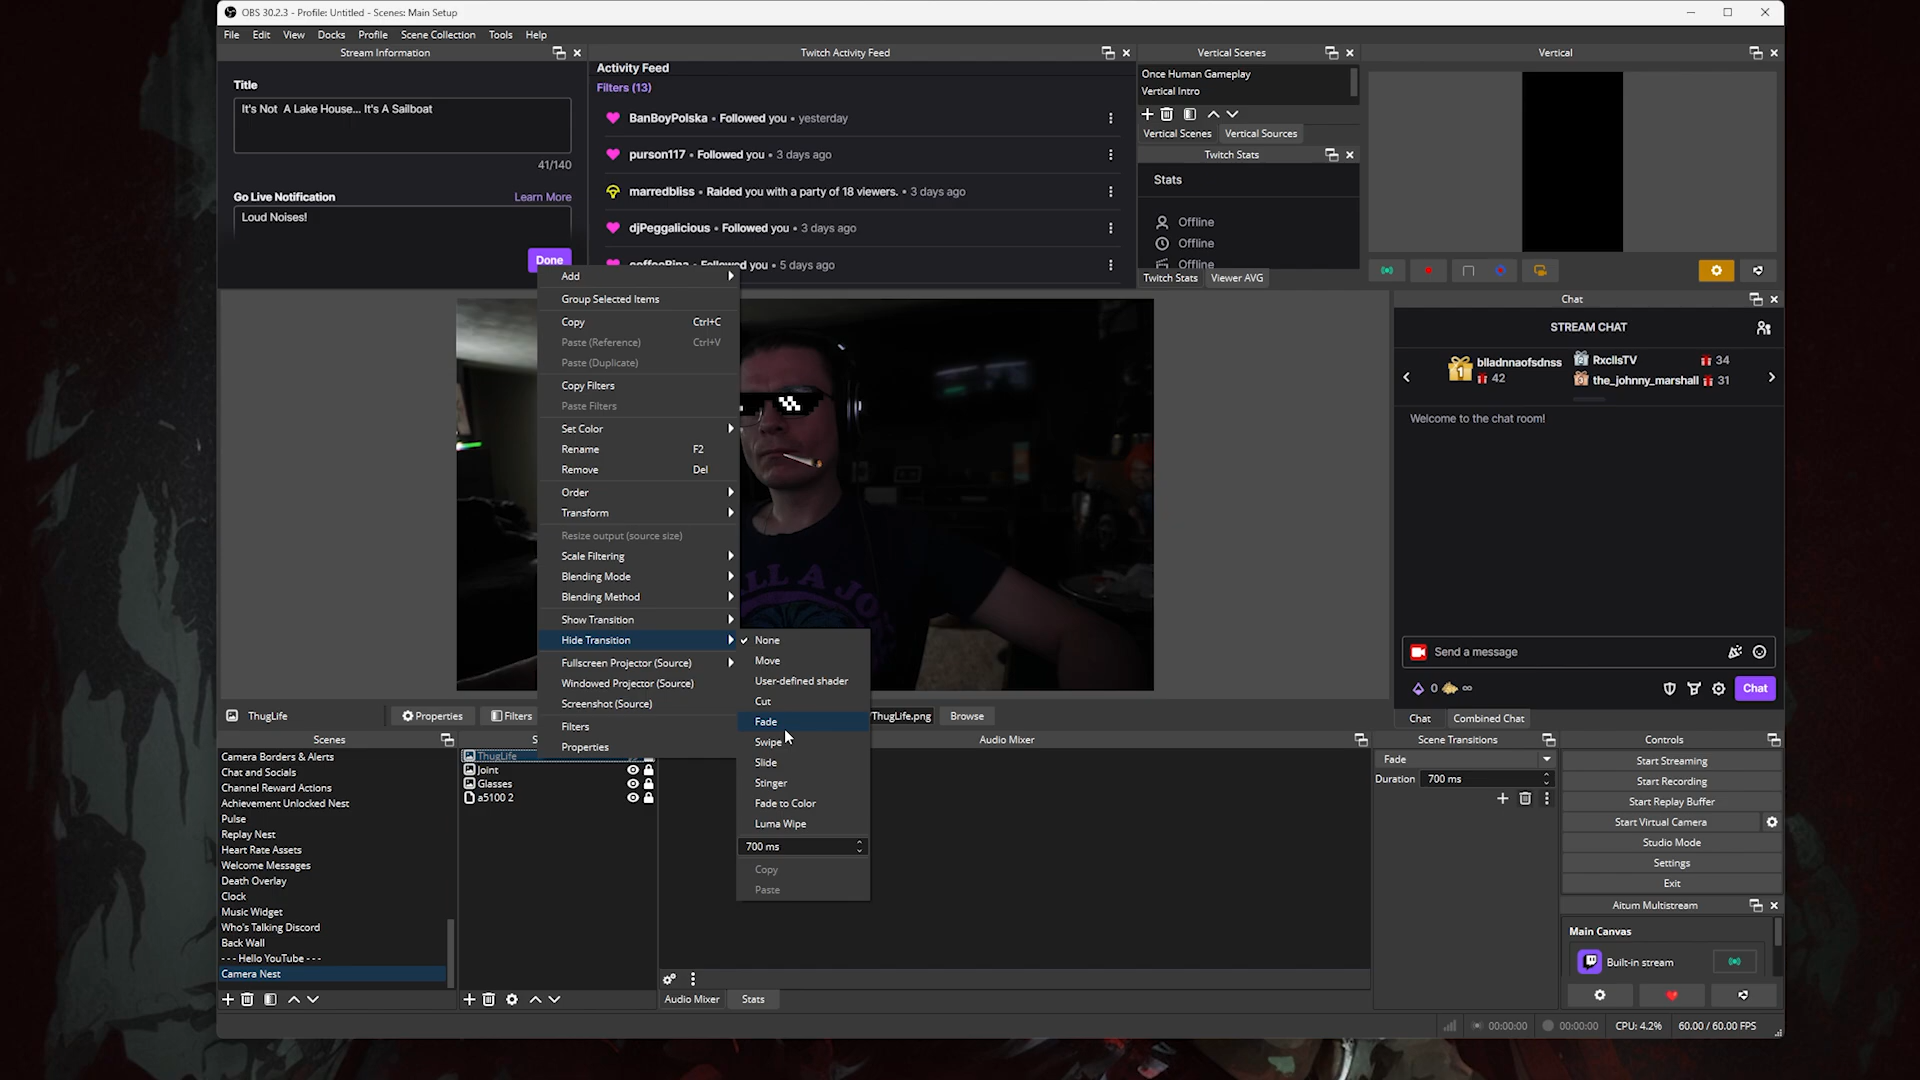 OBS 30.2.3 - Profile: Untitled - Scenes: Main Setup
File Edit View Docks Profile Scene Collection Tools Help
Stream Information
Title
It's Not  A Lake House... It's A Sailboat
41/140
Go Live Notification Learn More
Loud Noises!
Done
Twitch Activity Feed
Activity Feed
Filters (13)
BanBoyPolska • Followed you • yesterday
purson117 • Followed you • 3 days ago
marredbliss • Raided you with a party of 18 viewers. • 3 days ago
djPeggalicious • Followed you • 3 days ago
coffeeRina • Followed you • 5 days ago
Vertical Scenes
Once Human Gameplay
Vertical Intro
Vertical Scenes Vertical Sources
Twitch Stats
Stats
Offline
Offline
Offline
Twitch Stats Viewer AVG
Vertical
Chat
STREAM CHAT
1 blladnnaofsdnss 42
2 RxcllsTV 34
3 the_johnny_marshall 31
Welcome to the chat room!
Send a message
0 ∞ Chat
Chat Combined Chat
Add
Group Selected Items
Copy Ctrl+C
Paste (Reference) Ctrl+V
Paste (Duplicate)
Copy Filters
Paste Filters
Set Color
Rename F2
Remove Del
Order
Transform
Resize output (source size)
Scale Filtering
Blending Mode
Blending Method
Show Transition
Hide Transition
Fullscreen Projector (Source)
Windowed Projector (Source)
Screenshot (Source)
Filters
Properties
None
Move
User-defined shader
Cut
Fade
Swipe
Slide
Stinger
Fade to Color
Luma Wipe
700 ms
Copy
Paste
ThugLife Properties Filters /ThugLife.png Browse
Scenes
Camera Borders & Alerts
Chat and Socials
Channel Reward Actions
Achievement Unlocked Nest
Pulse
Replay Nest
Heart Rate Assets
Welcome Messages
Death Overlay
Clock
Music Widget
Who's Talking Discord
Back Wall
- - - Hello YouTube - - -
Camera Nest
ThugLife
Joint
Glasses
a5100 2
Audio Mixer
Audio Mixer Stats
Scene Transitions
Fade
Duration 700 ms
Controls
Start Streaming
Start Recording
Start Replay Buffer
Start Virtual Camera
Studio Mode
Settings
Exit
Aitum Multistream
Main Canvas
Built-in stream
00:00:00 00:00:00 CPU: 4.2% 60.00 / 60.00 FPS